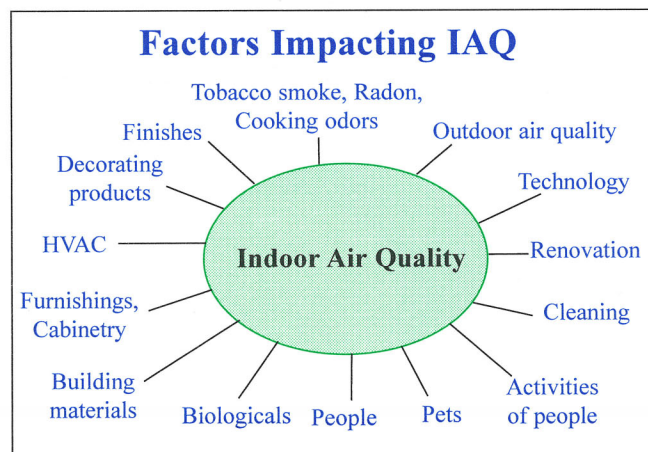 Factors Impacting IAQ
Tobacco smoke, Radon,
Cooking odors
Finishes
Outdoor air quality
Decorating
products
Technology
HVAC
Indoor Air Quality
Renovation
Furnishings,
Cabinetry
Cleaning
Building
materials
Biologicals
People
Pets
Activities
of people